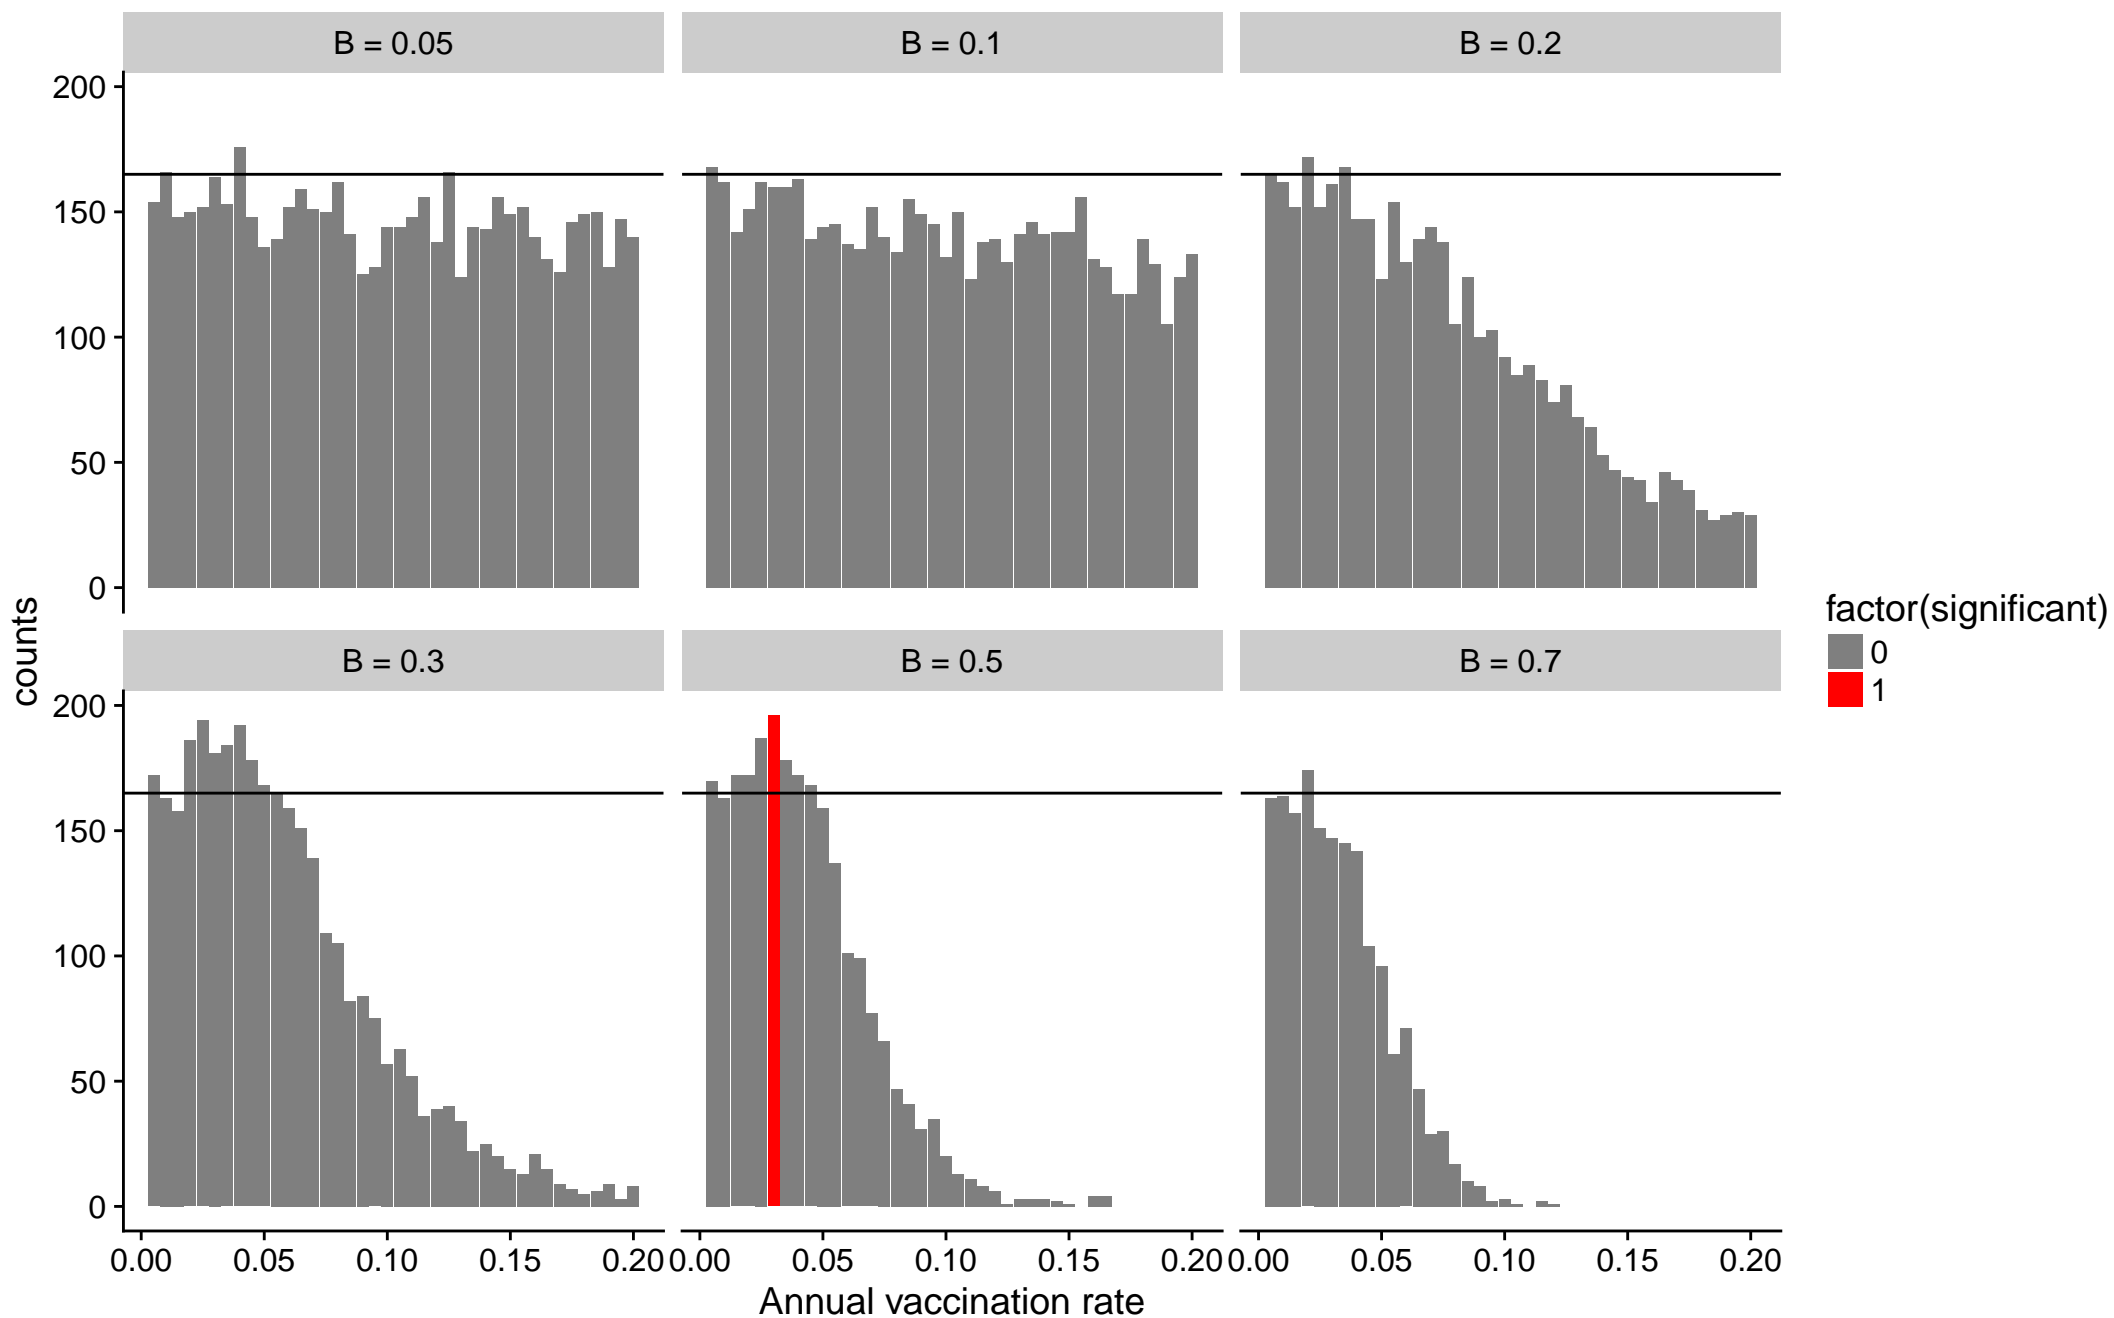 B = 0.05
B = 0.1
B = 0.2
200
150
100
50
0
counts
B = 0.3
B = 0.5
B = 0.7
200
150
100
50
0
0.00 0.05 0.10 0.15 0.20
0.00 0.05 0.10 0.15 0.20
0.00 0.05 0.10 0.15 0.20
Annual vaccination rate
factor(significant)
0
1